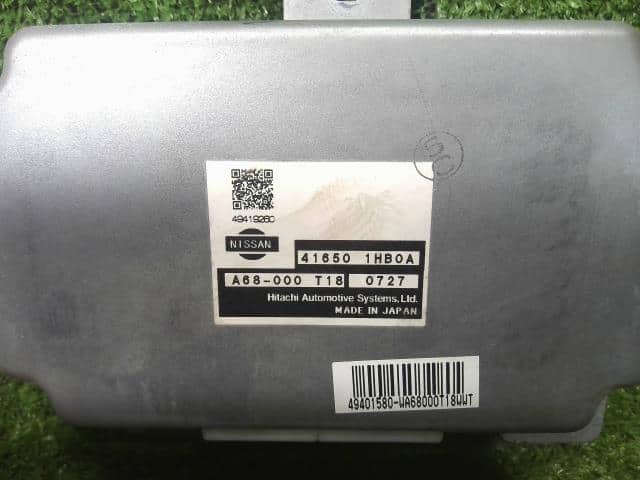 49419260
NISSAN
41650 1HB0A
A68-000 T18 0727
Hitachi Automotive Systems, Ltd.
MADE IN JAPAN
49401580-WA68000T18WWT